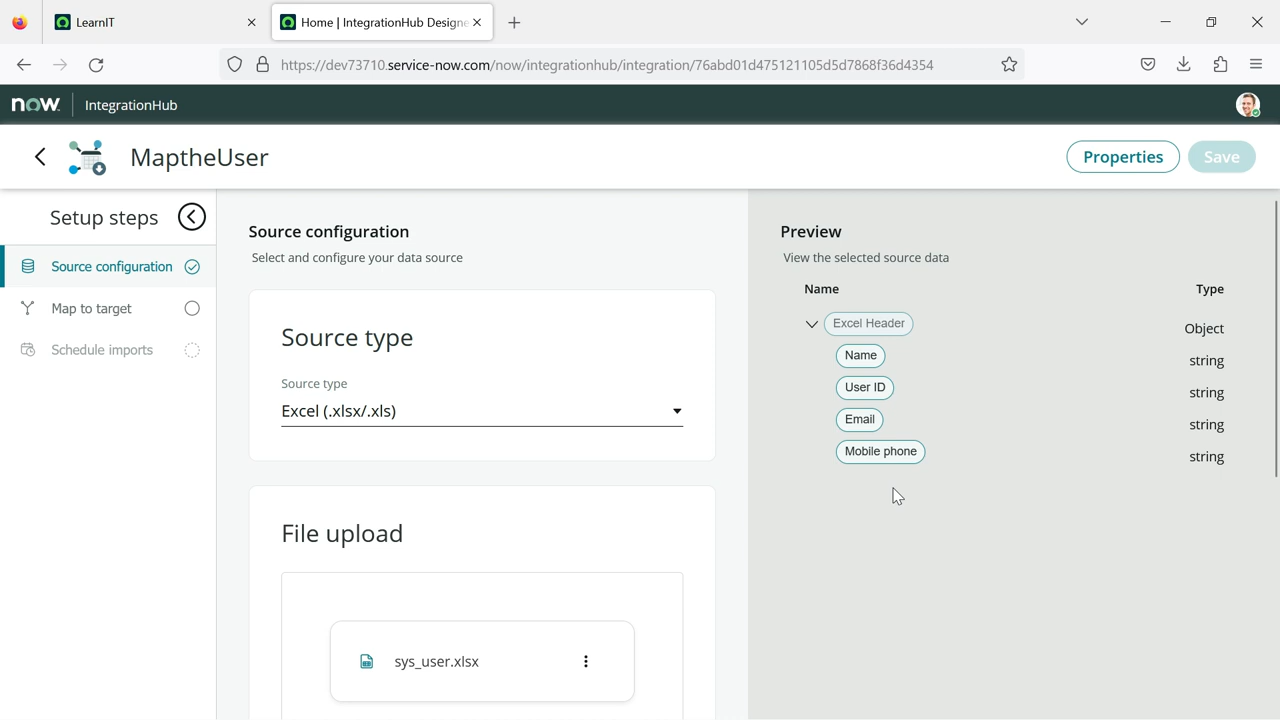 LearnIT
Home | IntegrationHub Designe
https://dev73710.service-now.com/now/integrationhub/integration/76abd01d475121105d5d7868f36d4354
now.
IntegrationHub
MaptheUser
Properties
Save
Setup steps
Source configuration
Map to target
Schedule imports
Source configuration
Select and configure your data source
Source type
Source type
Excel (.xlsx/.xls)
File upload
sys_user.xlsx
Preview
View the selected source data
Name Type
Excel Header Object
Name string
User ID string
Email string
Mobile phone string